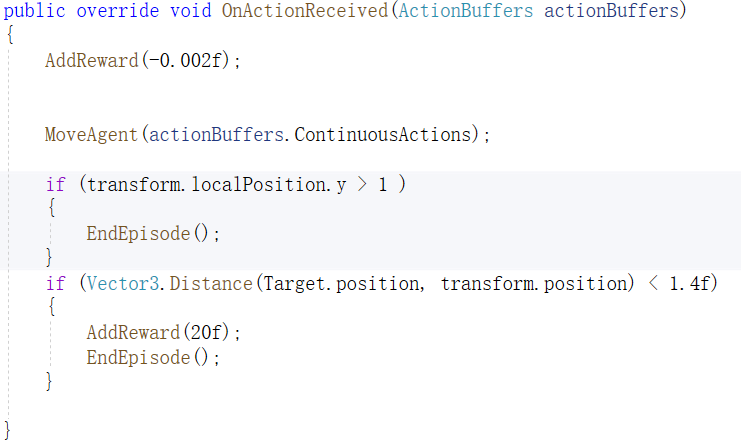 public override void OnActionReceived(ActionBuffers actionBuffers)
{
    AddReward(-0.002f);
    MoveAgent(actionBuffers.ContinuousActions);
    if (transform.localPosition.y > 1 )
    {
        EndEpisode();
    }
    if (Vector3.Distance(Target.position, transform.position) < 1.4f)
    {
        AddReward(20f);
        EndEpisode();
    }
}